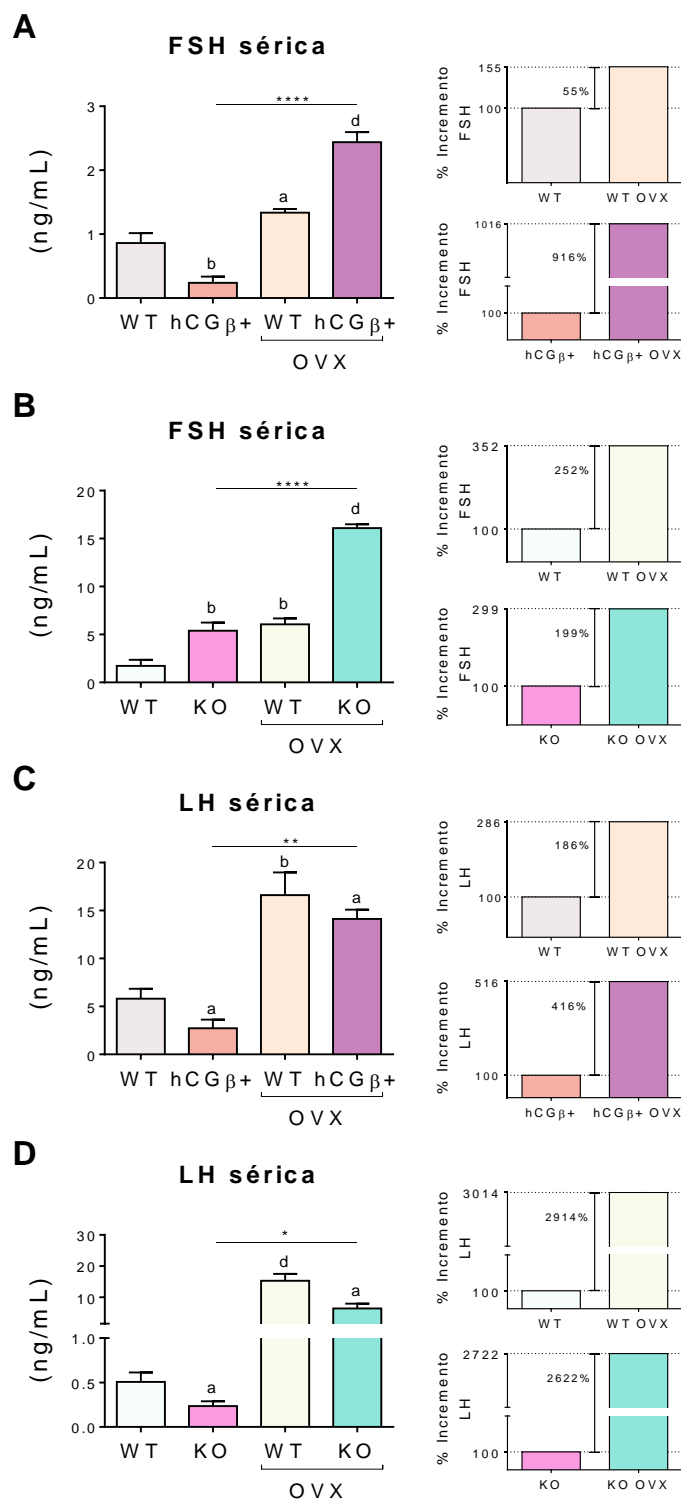 A
FSH sérica
(ng/mL)
3
2
1
0
****
b
a
d
WT hCGβ+ WT hCGβ+
OVX
% Incremento
FSH
155
100
55%
WT WT OVX
% Incremento
FSH
1016
100
916%
hCGβ+ hCGβ+ OVX
B
FSH sérica
(ng/mL)
20
15
10
5
0
****
b
b
d
WT KO WT KO
OVX
% Incremento
FSH
352
100
252%
WT WT OVX
% Incremento
FSH
299
100
199%
KO KO OVX
C
LH sérica
(ng/mL)
20
15
10
5
0
**
a
b
a
WT hCGβ+ WT hCGβ+
OVX
% Incremento
LH
286
100
186%
WT WT OVX
% Incremento
LH
516
100
416%
hCGβ+ hCGβ+ OVX
D
LH sérica
(ng/mL)
30
20
10
1.0
0.5
0.0
*
a
d
a
WT KO WT KO
OVX
% Incremento
LH
3014
100
2914%
WT WT OVX
% Incremento
LH
2722
100
2622%
KO KO OVX